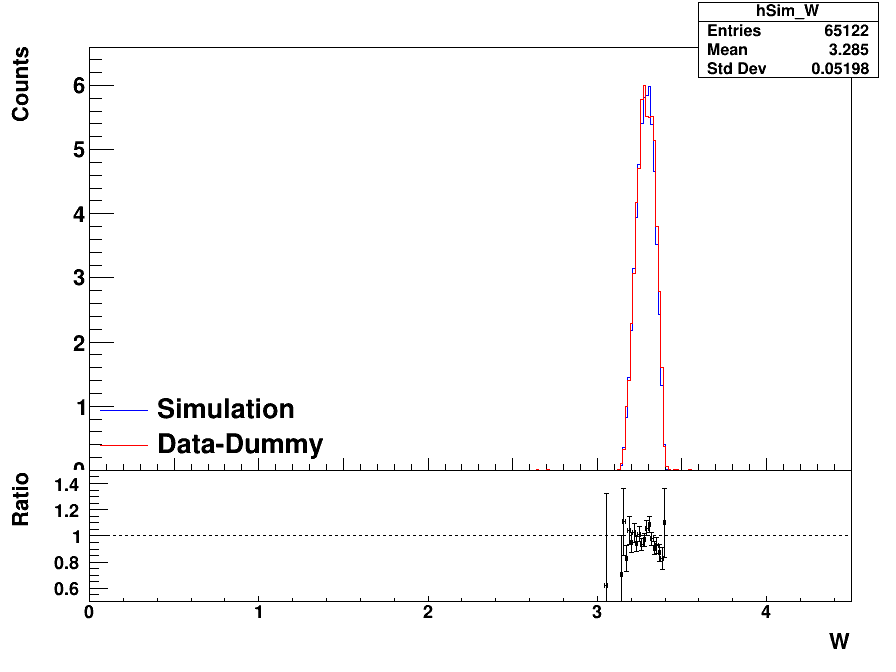 hSim_W
Entries 65122
Mean 3.285
Std Dev 0.05198
Counts
6
5
4
3
2
1
0
Simulation
Data-Dummy
Ratio
1.4
1.2
1
0.8
0.6
0 1 2 3 4
W